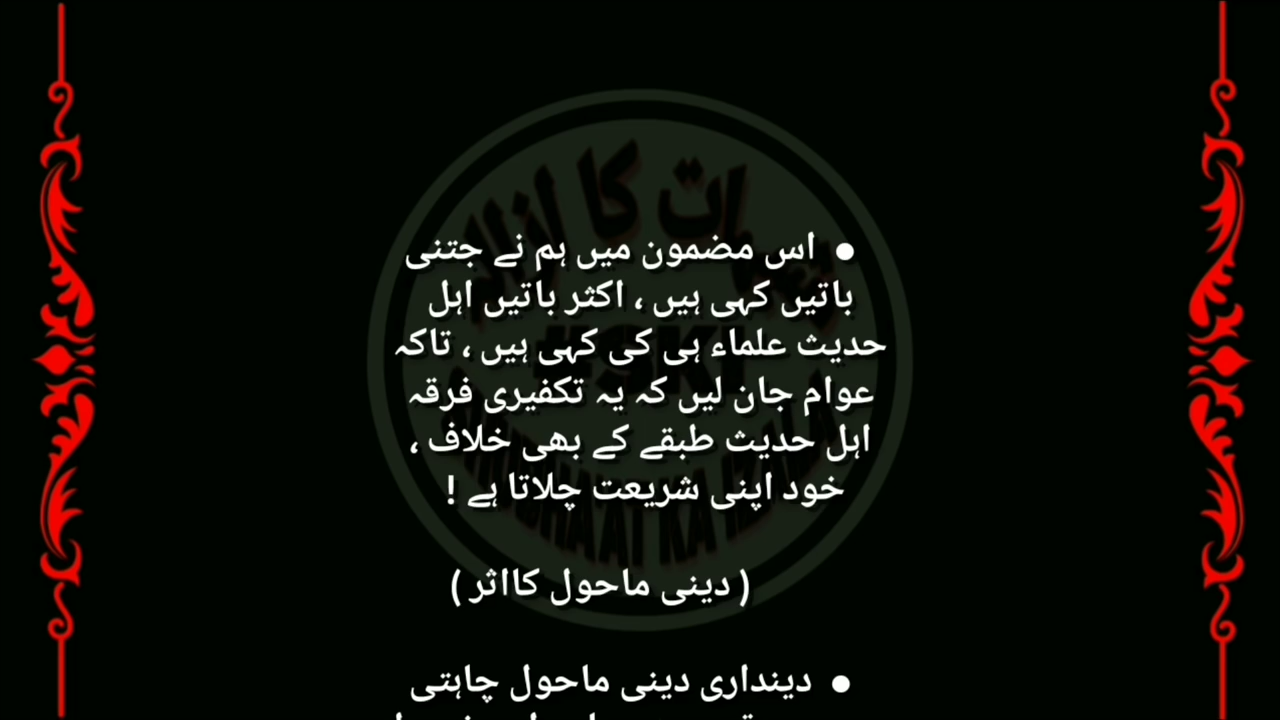 ● اس مضمون میں ہم نے جتنی
باتیں کہی ہیں ، اکثر باتیں اہل
حدیث علماء ہی کی کہی ہیں ، تاکہ
عوام جان لیں کہ یہ تکفیری فرقہ
اہل حدیث طبقے کے بھی خلاف ،
خود اپنی شریعت چلاتا ہے !
( دینی ماحول کااثر )
● دینداری دینی ماحول چاہتی